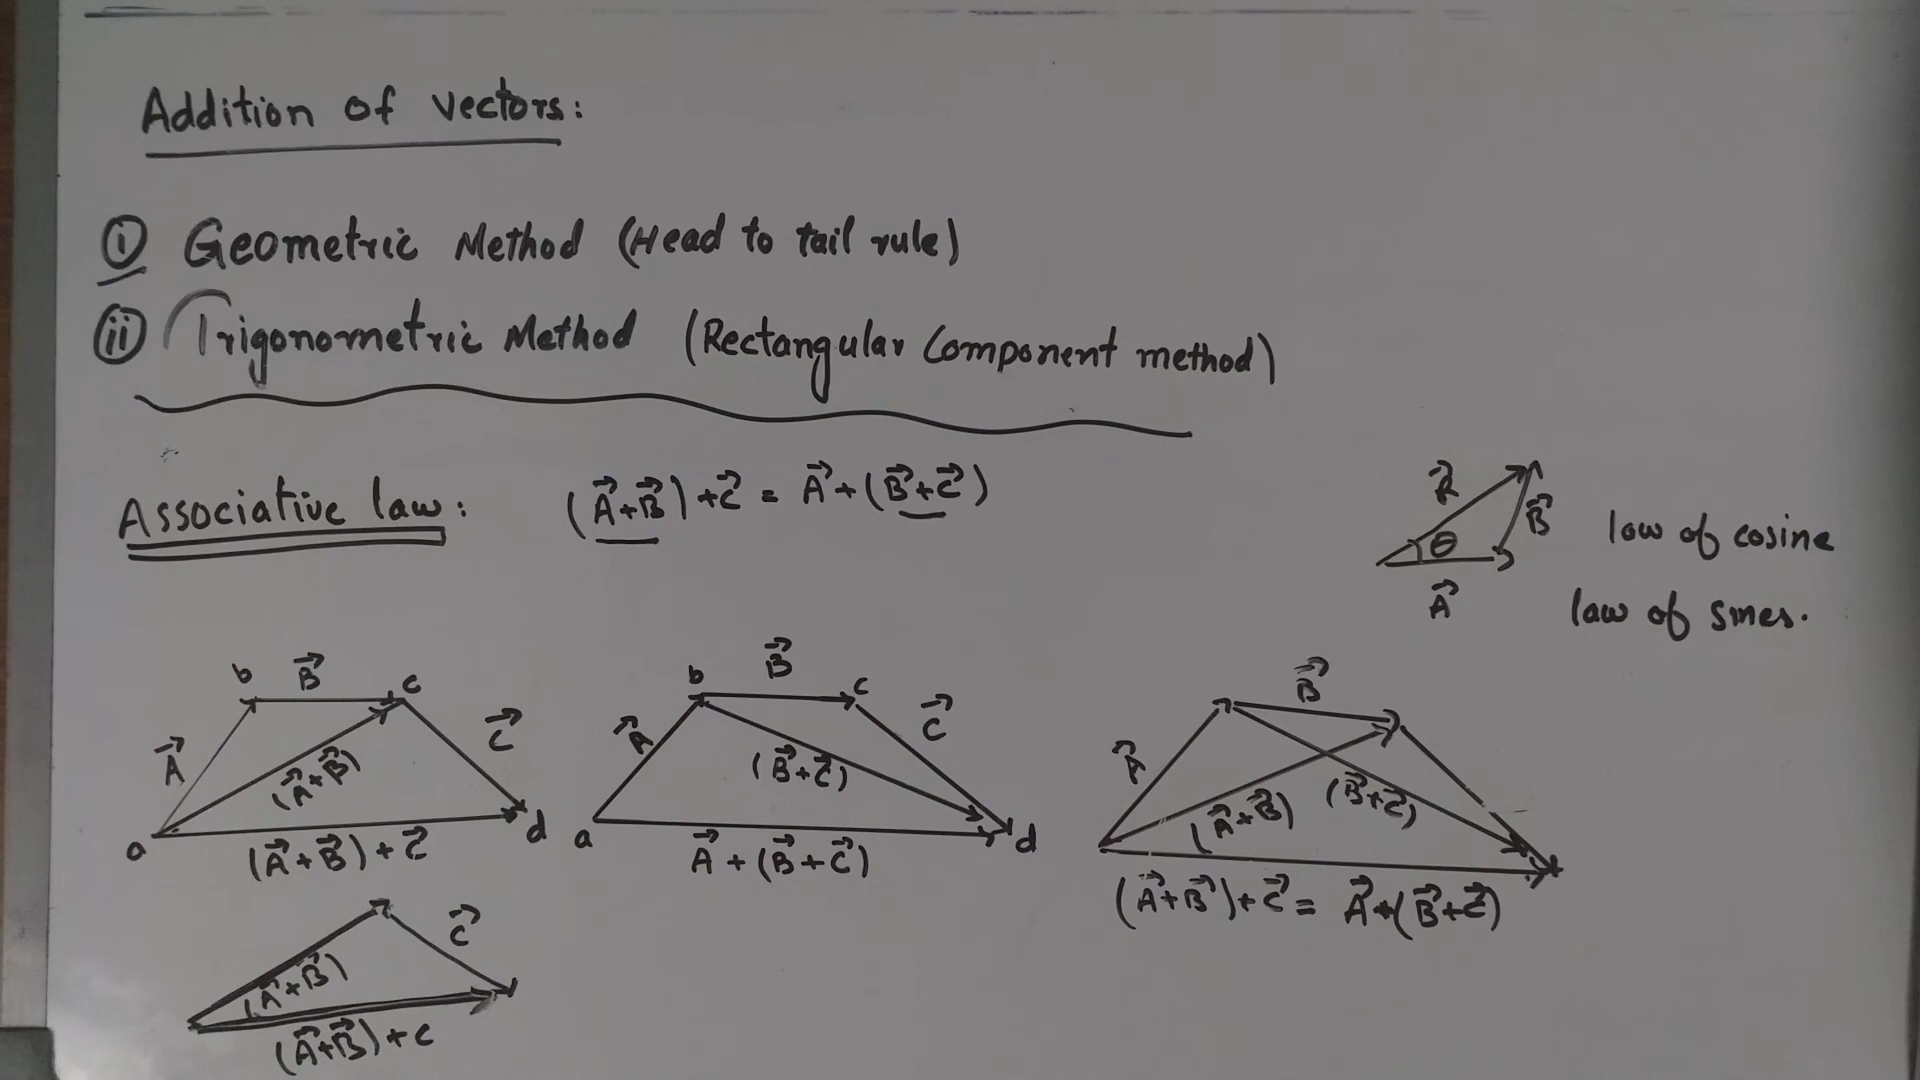 Addition of vectors:
(i) Geometric Method (Head to tail rule)
(ii) Trigonometric Method (Rectangular Component method)
Associative law: (A⃗+B⃗)+C⃗ = A⃗+(B⃗+C⃗)
R⃗
B⃗
θ
A⃗
law of cosine
law of sines.
b B⃗ c
A⃗ C⃗
(A⃗+B⃗)
a d
(A⃗+B⃗)+C⃗
b B⃗ c
A⃗ C⃗
(B⃗+C⃗)
a d
A⃗+(B⃗+C⃗)
B⃗
A⃗
(A⃗+B⃗) (B⃗+C⃗)
(A⃗+B⃗)+C⃗ = A⃗+(B⃗+C⃗)
C⃗
(A⃗+B⃗)
(A⃗+B⃗)+C